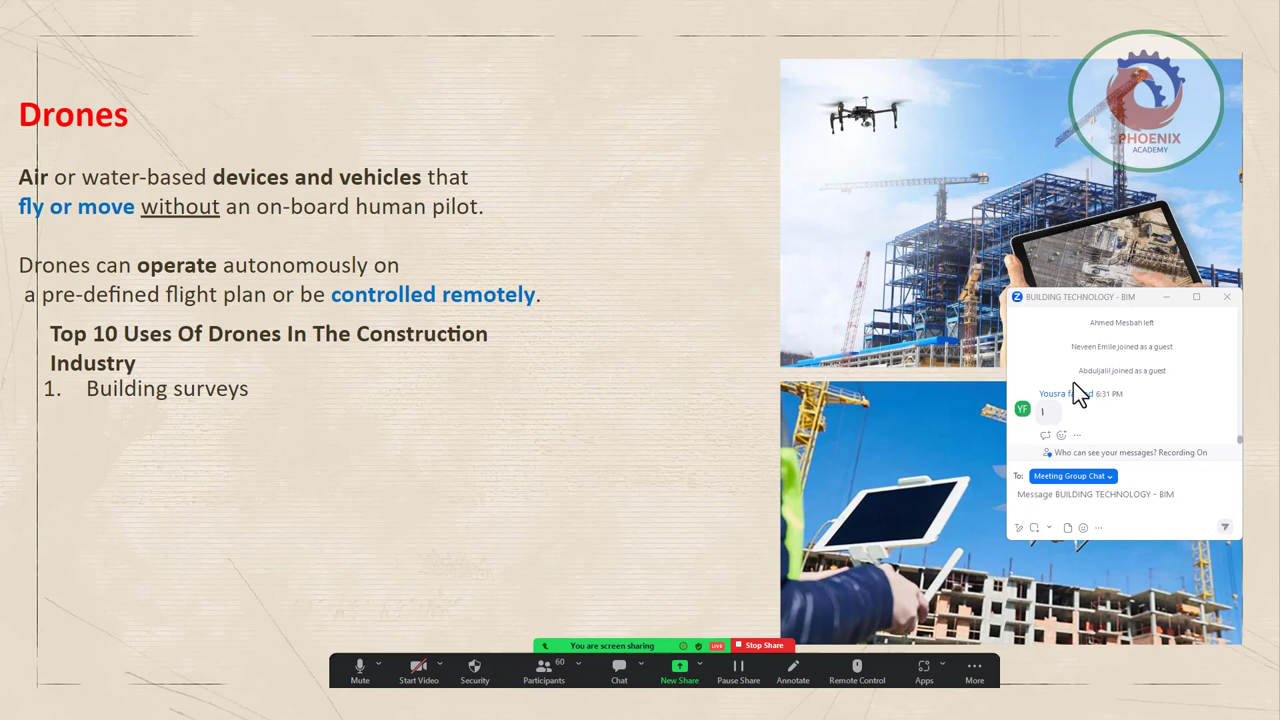 Drones
Air or water-based devices and vehicles that
fly or move without an on-board human pilot.
Drones can operate autonomously on
a pre-defined flight plan or be controlled remotely.
Top 10 Uses Of Drones In The Construction
Industry
1. Building surveys
PHOENIX
ACADEMY
BUILDING TECHNOLOGY - BIM
Ahmed Mesbah left
Neveen Emile joined as a guest
Abduljalil joined as a guest
Yousra 6:31 PM
YF
١
Who can see your messages? Recording On
To: Meeting Group Chat
Message BUILDING TECHNOLOGY - BIM
You are screen sharing LIVE Stop Share
60
Mute Start Video Security Participants Chat New Share Pause Share Annotate Remote Control Apps More